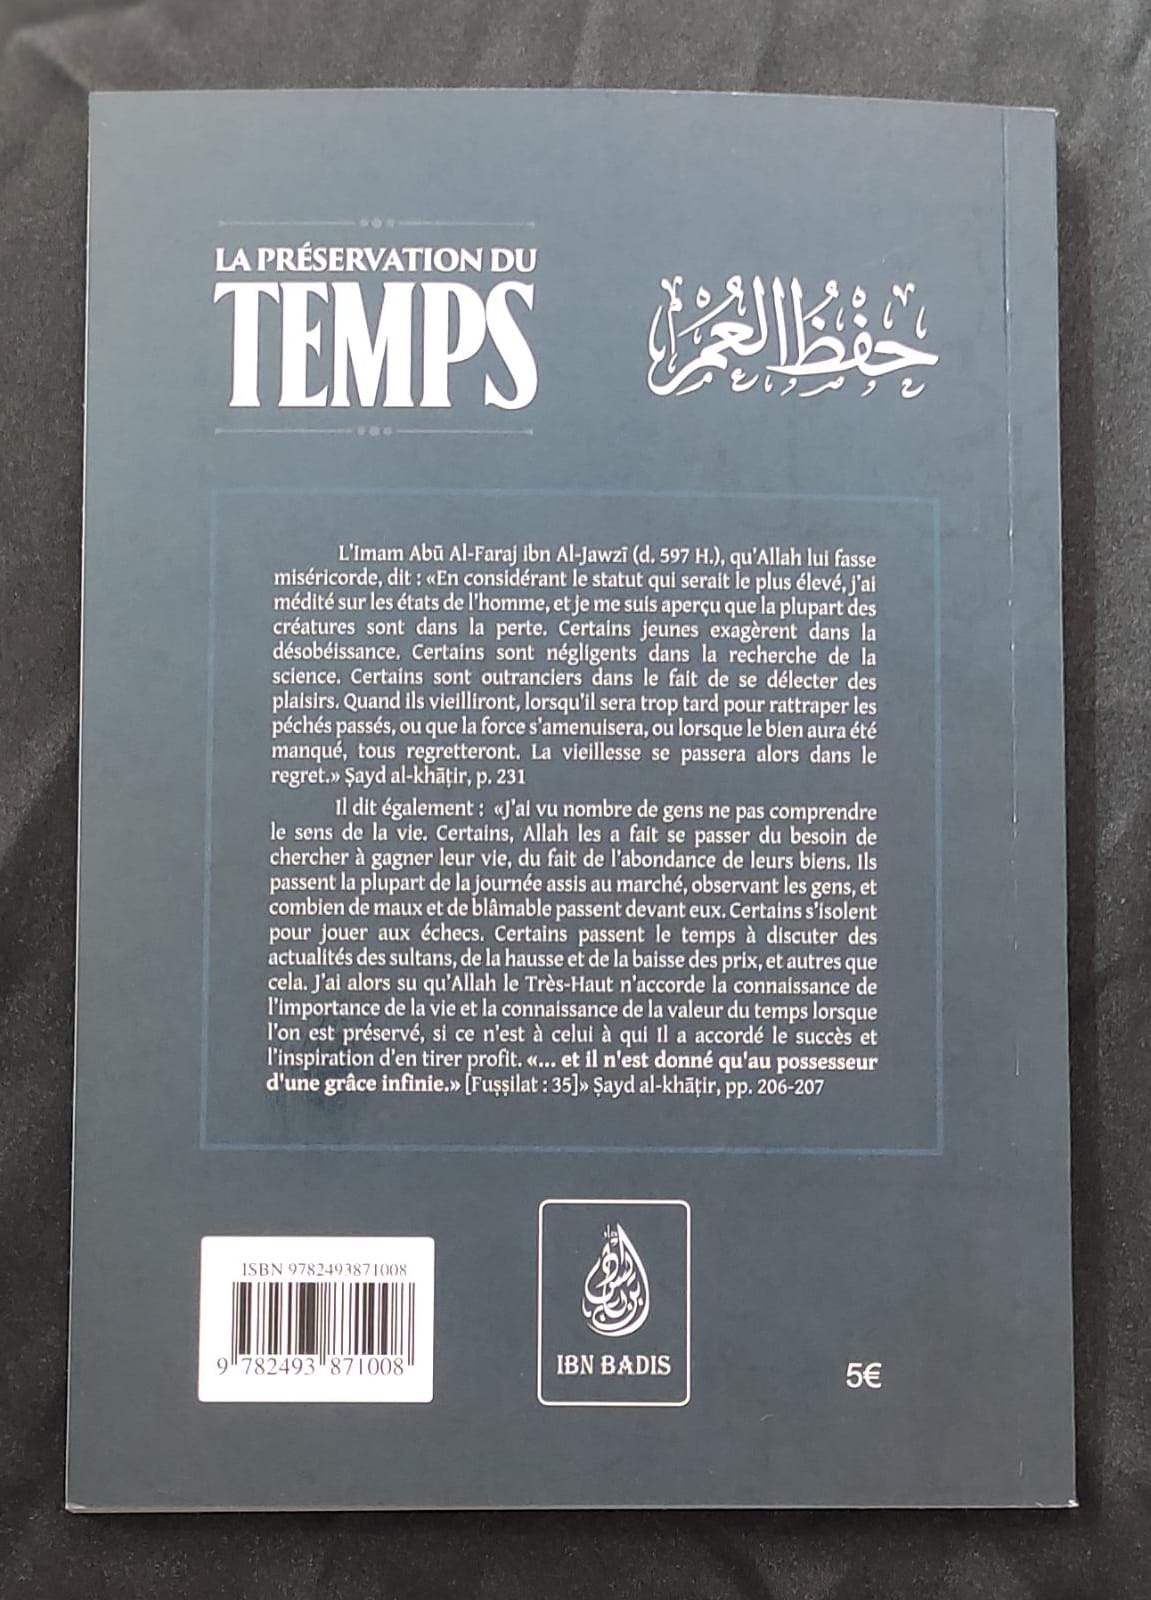 LA PRÉSERVATION DU
TEMPS
حفظُ العمر
L'Imam Abū Al-Faraj ibn Al-Jawzī (d. 597 H.), qu'Allah lui fasse
miséricorde, dit : «En considérant le statut qui serait le plus élevé, j'ai
médité sur les états de l'homme, et je me suis aperçu que la plupart des
créatures sont dans la perte. Certains jeunes exagèrent dans la
désobéissance. Certains sont négligents dans la recherche de la
science. Certains sont outranciers dans le fait de se délecter des
plaisirs. Quand ils vieilliront, lorsqu'il sera trop tard pour rattraper les
péchés passés, ou que la force s'amenuisera, ou lorsque le bien aura été
manqué, tous regretteront. La vieillesse se passera alors dans le
regret.» Ṣayd al-khāṭir, p. 231
Il dit également : «J'ai vu nombre de gens ne pas comprendre
le sens de la vie. Certains, Allah les a fait se passer du besoin de
chercher à gagner leur vie, du fait de l'abondance de leurs biens. Ils
passent la plupart de la journée assis au marché, observant les gens, et
combien de maux et de blâmable passent devant eux. Certains s'isolent
pour jouer aux échecs. Certains passent le temps à discuter des
actualités des sultans, de la hausse et de la baisse des prix, et autres que
cela. J'ai alors su qu'Allah le Très-Haut n'accorde la connaissance de
l'importance de la vie et la connaissance de la valeur du temps lorsque
l'on est préservé, si ce n'est à celui à qui Il a accordé le succès et
l'inspiration d'en tirer profit. «... et il n'est donné qu'au possesseur
d'une grâce infinie.» [Fuṣṣilat : 35]» Ṣayd al-khāṭir, pp. 206-207
ISBN 9782493871008
9 782493 871008
دار
ابن باديس
IBN BADIS
5€